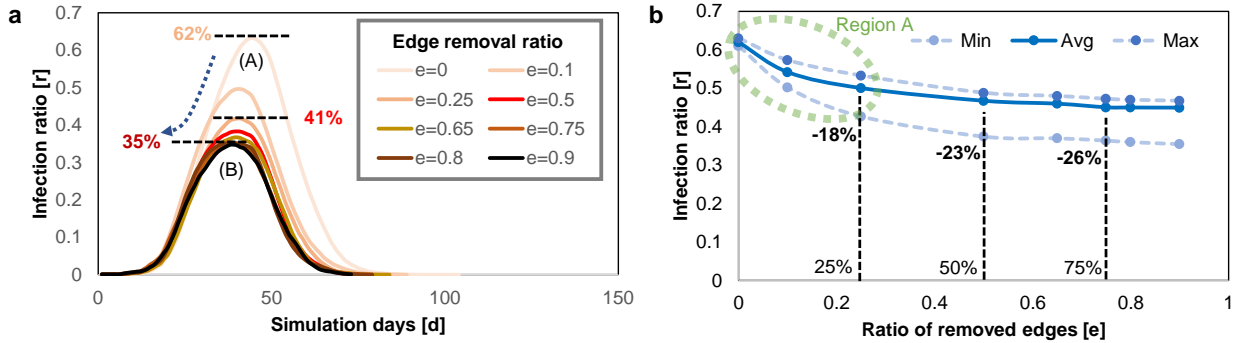 a
Infection ratio [r]
0.7
0.6
0.5
0.4
0.3
0.2
0.1
0
62%
(A)
41%
35%
(B)
Edge removal ratio
e=0 e=0.1
e=0.25 e=0.5
e=0.65 e=0.75
e=0.8 e=0.9
0 50 100 150
Simulation days [d]
b
Infection ratio [r]
0.7
0.6
0.5
0.4
0.3
0.2
0.1
0
Region A
Min Avg Max
-18%
-23%
-26%
25% 50% 75%
0 0.2 0.4 0.6 0.8 1
Ratio of removed edges [e]